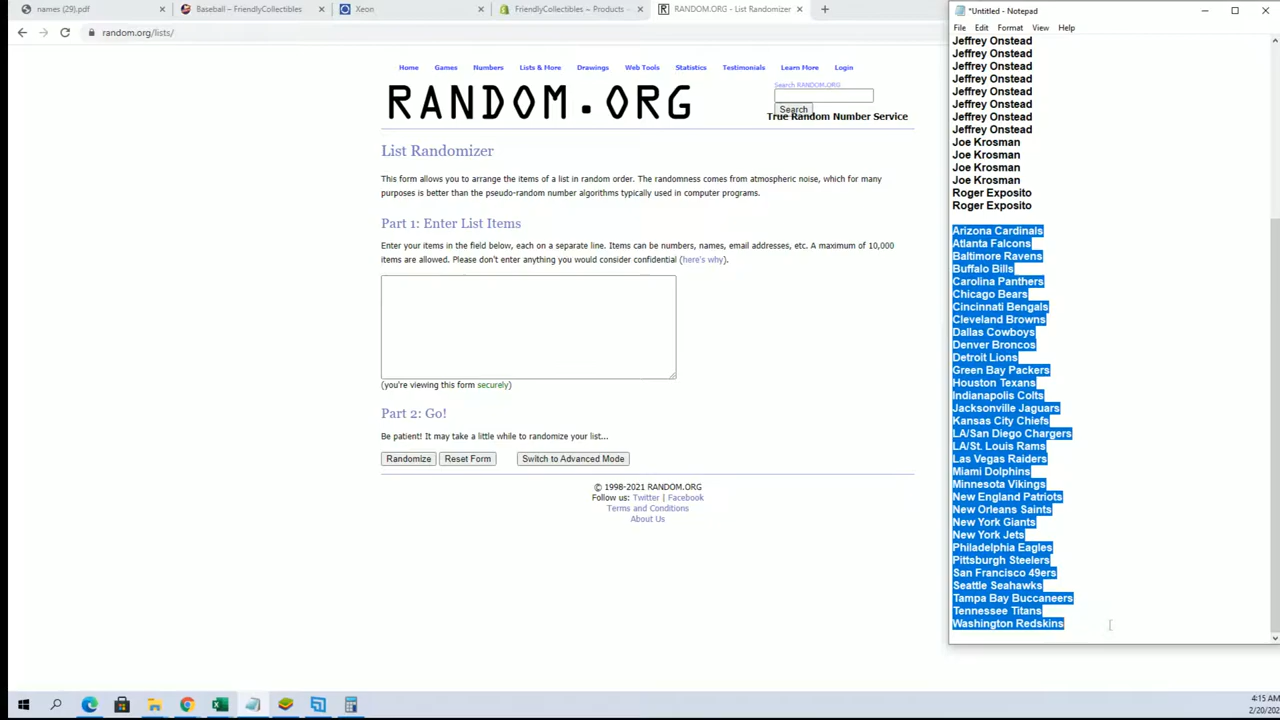 names (29).pdf
Baseball – FriendlyCollectibles
Xeon
FriendlyCollectibles ~ Products
RANDOM.ORG - List Randomizer
*Untitled - Notepad
File Edit Format View Help
random.org/lists/
Home Games Numbers Lists & More Drawings Web Tools Statistics Testimonials Learn More Login
RANDOM.ORG
Search RANDOM.ORG
Search
True Random Number Service
List Randomizer
This form allows you to arrange the items of a list in random order. The randomness comes from atmospheric noise, which for many
purposes is better than the pseudo-random number algorithms typically used in computer programs.
Part 1: Enter List Items
Enter your items in the field below, each on a separate line. Items can be numbers, names, email addresses, etc. A maximum of 10,000
items are allowed. Please don't enter anything you would consider confidential (here's why).
(you're viewing this form securely)
Part 2: Go!
Be patient! It may take a little while to randomize your list...
Randomize Reset Form Switch to Advanced Mode
© 1998-2021 RANDOM.ORG
Follow us: Twitter | Facebook
Terms and Conditions
About Us
Jeffrey Onstead
Jeffrey Onstead
Jeffrey Onstead
Jeffrey Onstead
Jeffrey Onstead
Jeffrey Onstead
Jeffrey Onstead
Jeffrey Onstead
Joe Krosman
Joe Krosman
Joe Krosman
Joe Krosman
Roger Exposito
Roger Exposito
Arizona Cardinals
Atlanta Falcons
Baltimore Ravens
Buffalo Bills
Carolina Panthers
Chicago Bears
Cincinnati Bengals
Cleveland Browns
Dallas Cowboys
Denver Broncos
Detroit Lions
Green Bay Packers
Houston Texans
Indianapolis Colts
Jacksonville Jaguars
Kansas City Chiefs
LA/San Diego Chargers
LA/St. Louis Rams
Las Vegas Raiders
Miami Dolphins
Minnesota Vikings
New England Patriots
New Orleans Saints
New York Giants
New York Jets
Philadelphia Eagles
Pittsburgh Steelers
San Francisco 49ers
Seattle Seahawks
Tampa Bay Buccaneers
Tennessee Titans
Washington Redskins
4:15 AM
2/20/202